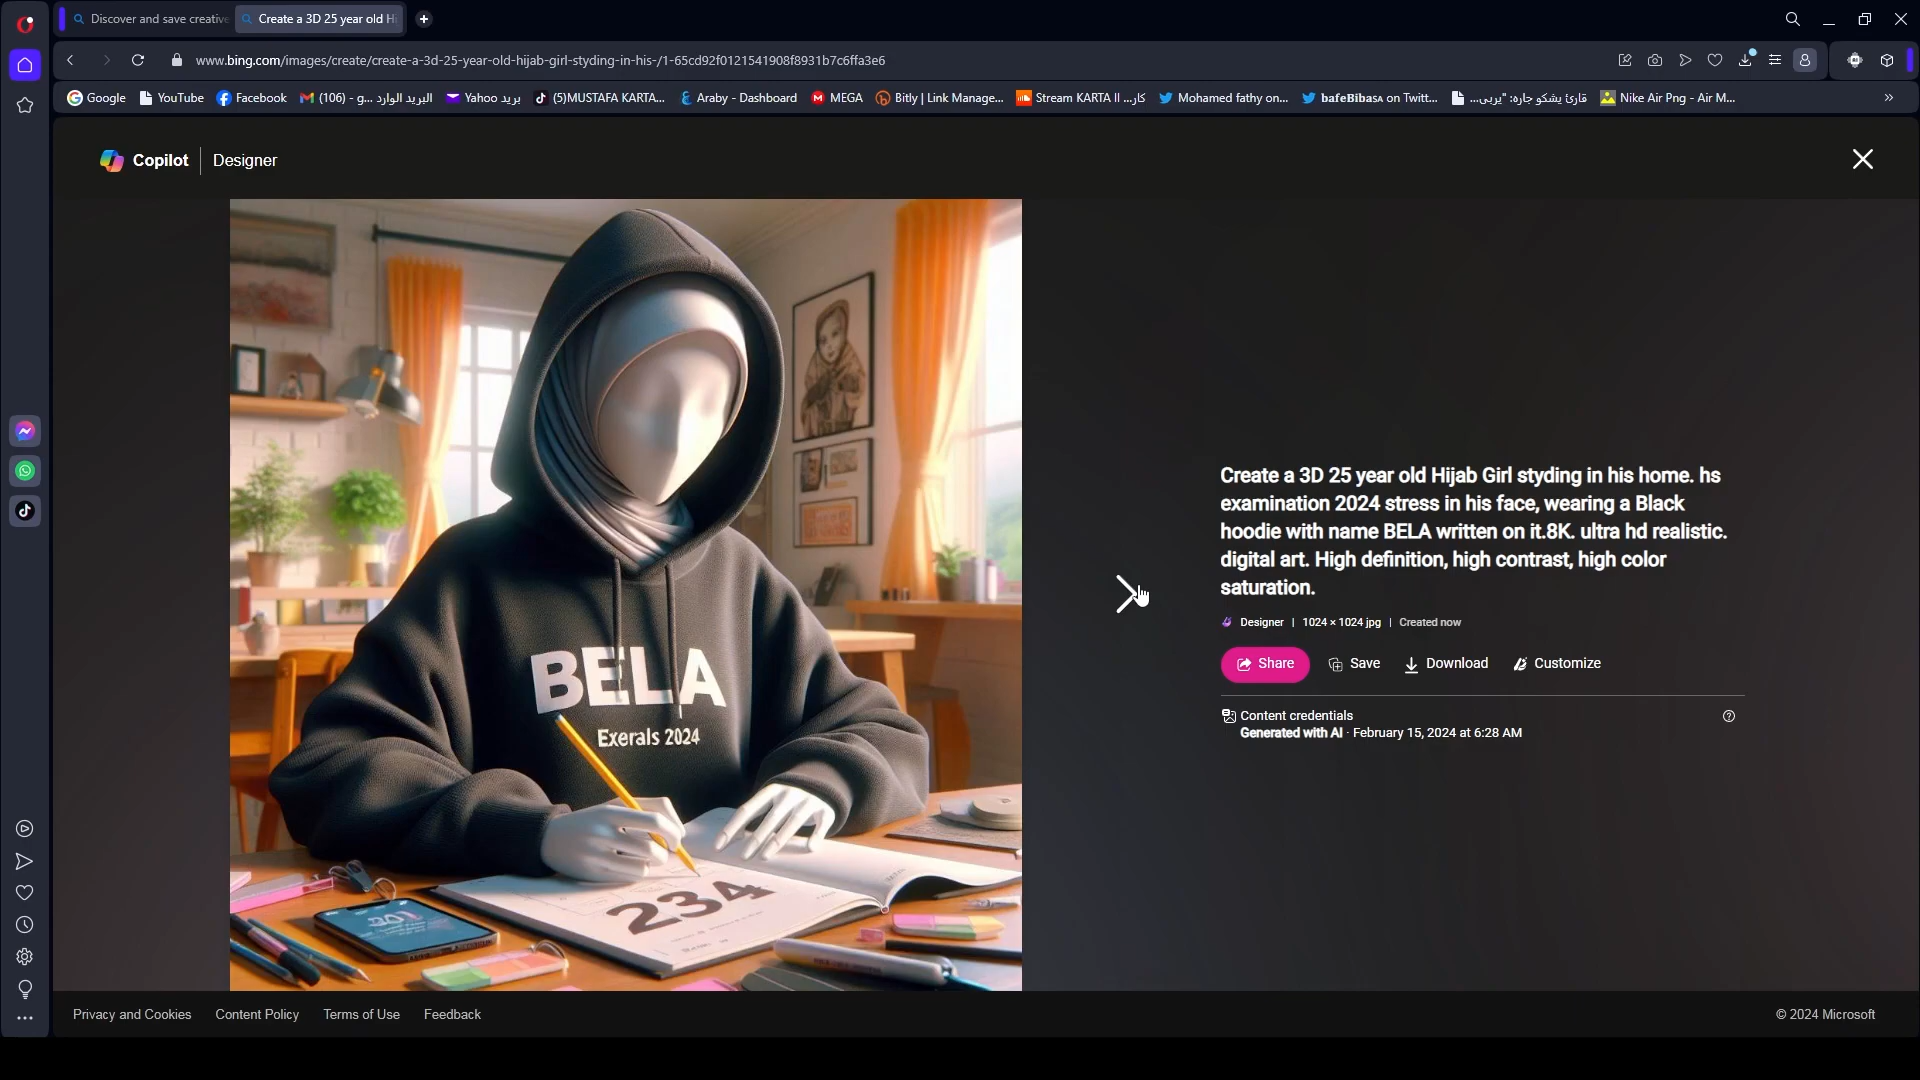 Discover and save creative
Create a 3D 25 year old Hi
www.bing.com/images/create/create-a-3d-25-year-old-hijab-girl-styding-in-his-/1-65cd92f0121541908f8931b7c6ffa3e6
Google
YouTube
Facebook
البريد الوارد (106) - g...
بريد Yahoo
(5)MUSTAFA KARTA...
Araby - Dashboard
MEGA
Bitly | Link Manage...
Stream KARTA II كار...
Mohamed fathy on...
bafeBibaSA on Twitt...
قارئ يشكو جاره: "يربي...
Nike Air Png - Air M...
Copilot
Designer
BELA
Exerals 2024
234
Create a 3D 25 year old Hijab Girl styding in his home. hs
examination 2024 stress in his face, wearing a Black
hoodie with name BELA written on it.8K. ultra hd realistic.
digital art. High definition, high contrast, high color
saturation.
Designer | 1024 × 1024 jpg | Created now
Share
Save
Download
Customize
Content credentials
Generated with AI · February 15, 2024 at 6:28 AM
Privacy and Cookies
Content Policy
Terms of Use
Feedback
© 2024 Microsoft